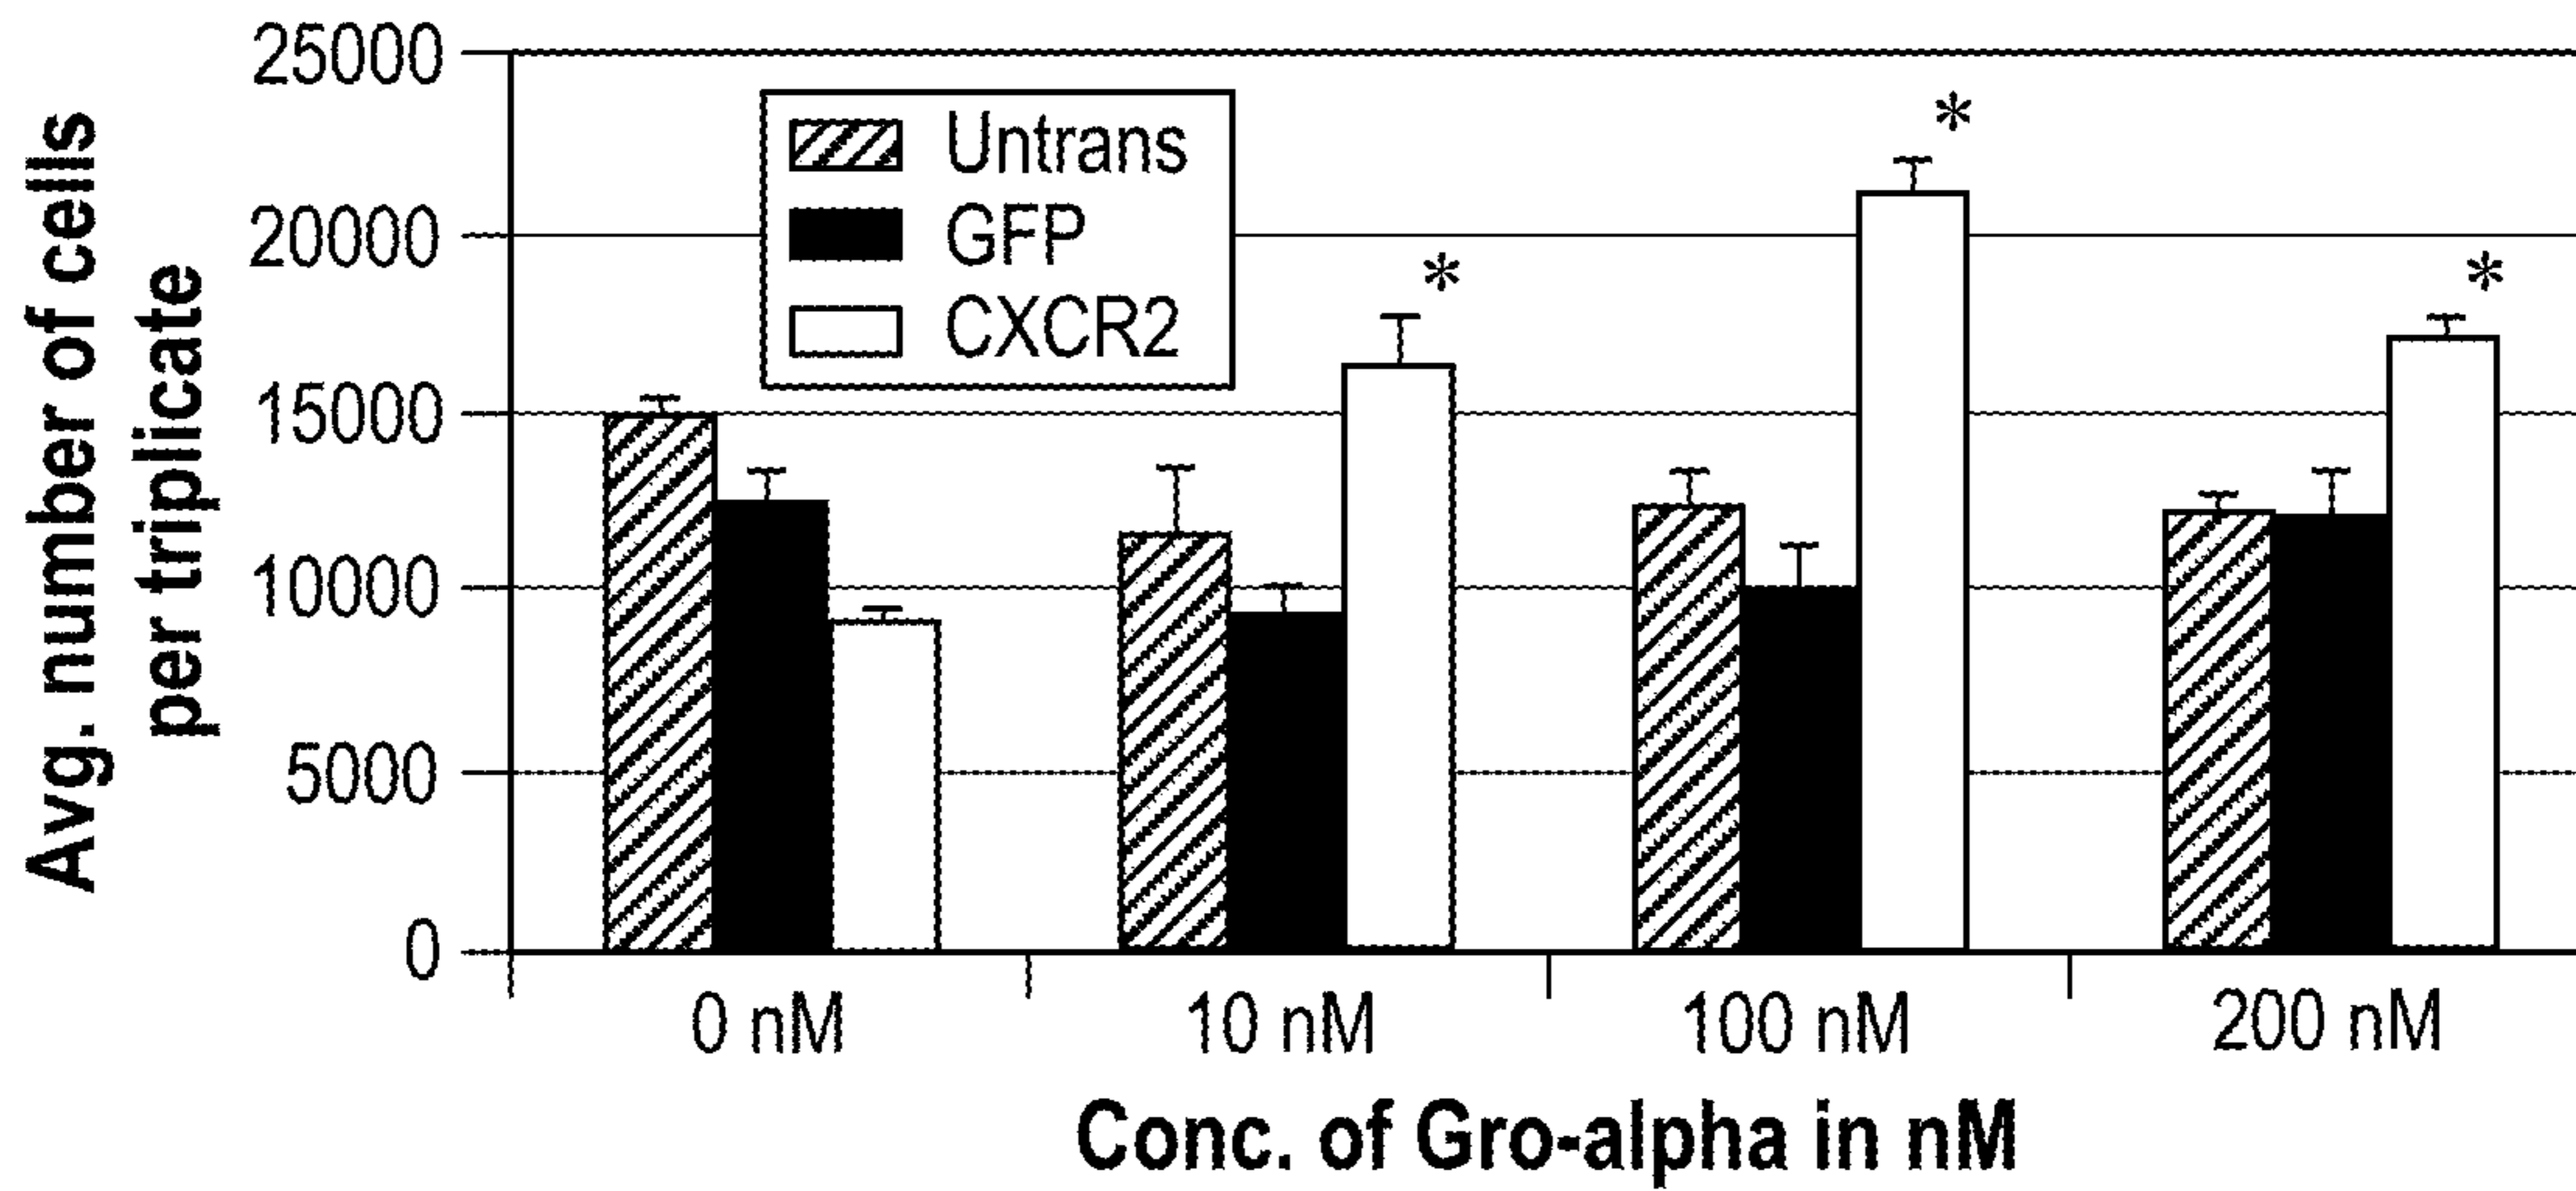 Avg. number of cells
per triplicate
25000
20000
15000
10000
5000
0
Untrans
GFP
CXCR2
*
*
*
0 nM
10 nM
100 nM
200 nM
Conc. of Gro-alpha in nM